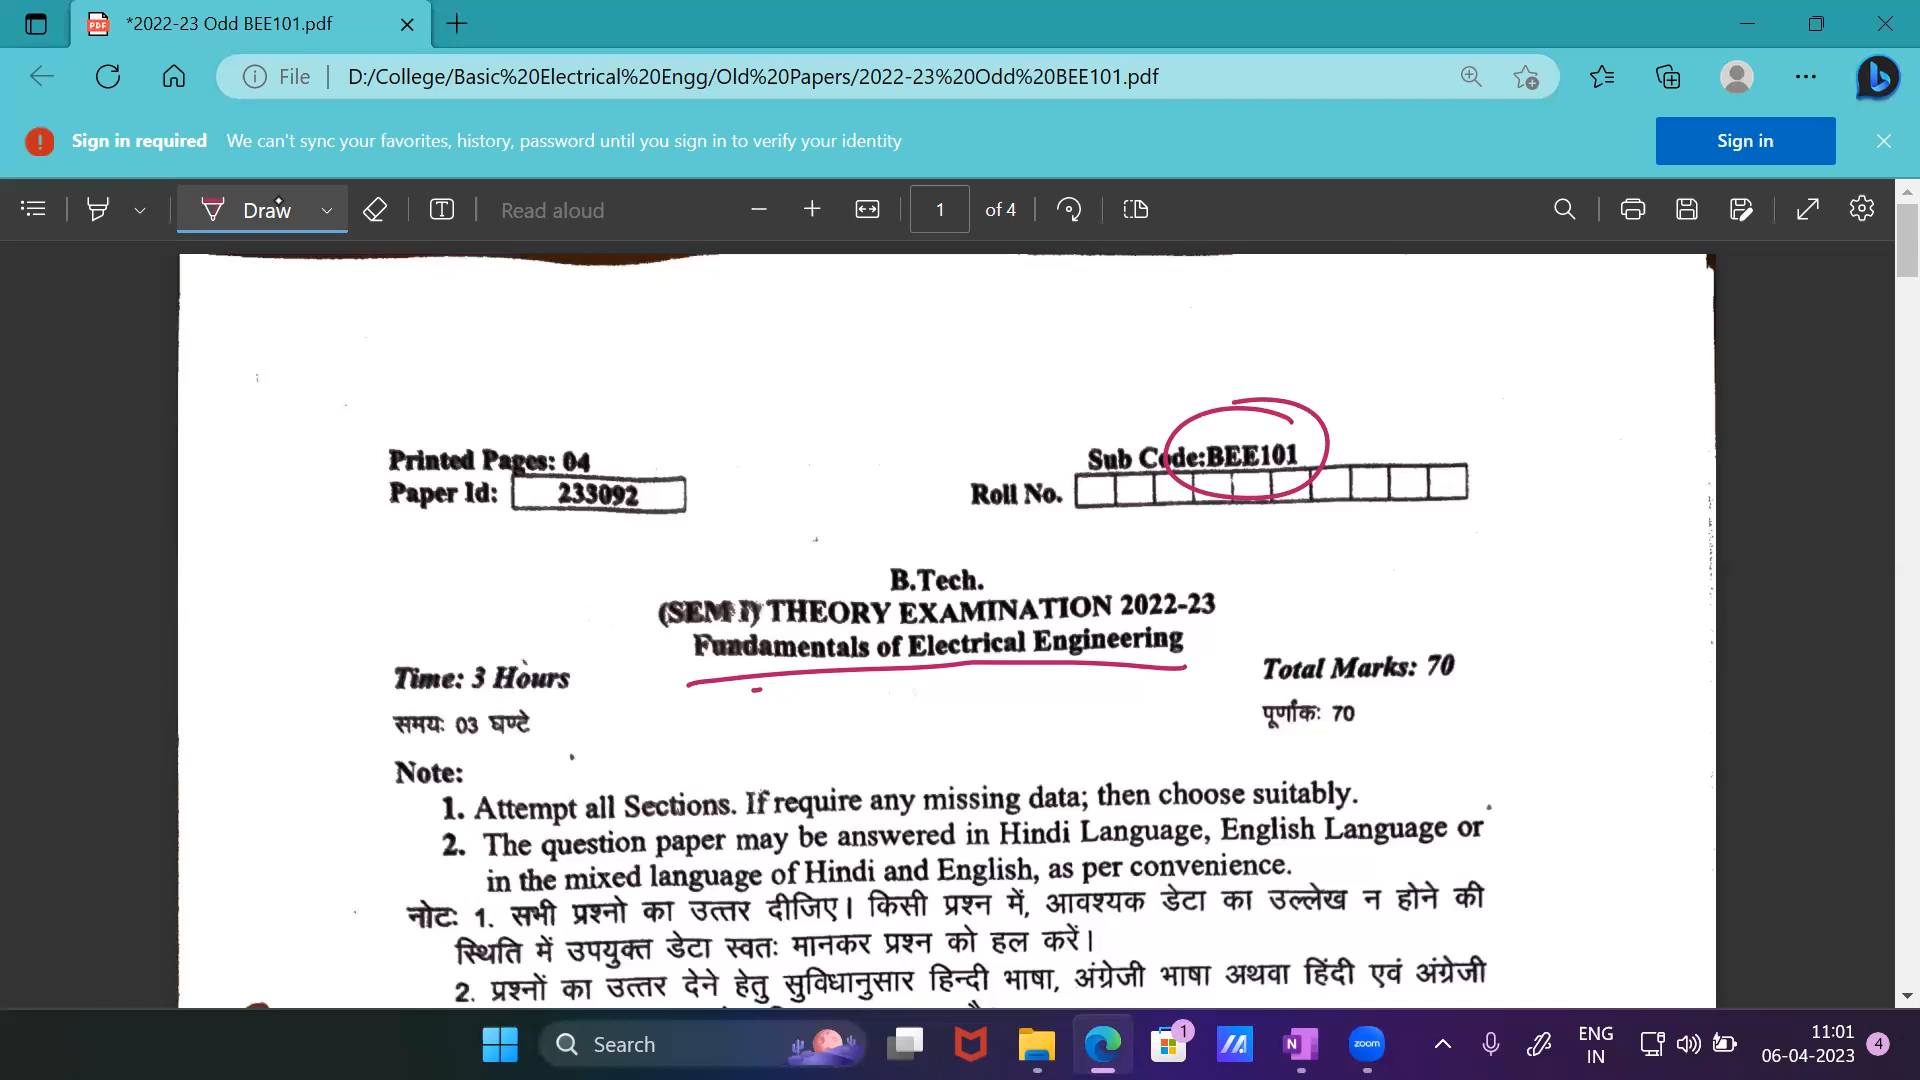 *2022-23 Odd BEE101.pdf
File
D:/College/Basic%20Electrical%20Engg/Old%20Papers/2022-23%20Odd%20BEE101.pdf
Sign in required We can't sync your favorites, history, password until you sign in to verify your identity
Sign in
Draw
Read aloud
1 of 4
Printed Pages: 04
Sub Code:BEE101
Paper Id: 233092
Roll No.
B.Tech.
(SEM I) THEORY EXAMINATION 2022-23
Fundamentals of Electrical Engineering
Time: 3 Hours
Total Marks: 70
समयः 03 घण्टे
पूर्णांकः 70
Note:
1. Attempt all Sections. If require any missing data; then choose suitably.
2. The question paper may be answered in Hindi Language, English Language or
in the mixed language of Hindi and English, as per convenience.
नोटः 1. सभी प्रश्नो का उत्तर दीजिए। किसी प्रश्न में, आवश्यक डेटा का उल्लेख न होने की
स्थिति में उपयुक्त डेटा स्वतः मानकर प्रश्न को हल करें।
2. प्रश्नों का उत्तर देने हेतु सुविधानुसार हिन्दी भाषा, अंग्रेजी भाषा अथवा हिंदी एवं अंग्रेजी
Search
1
zoom
ENG
IN
11:01
06-04-2023
4